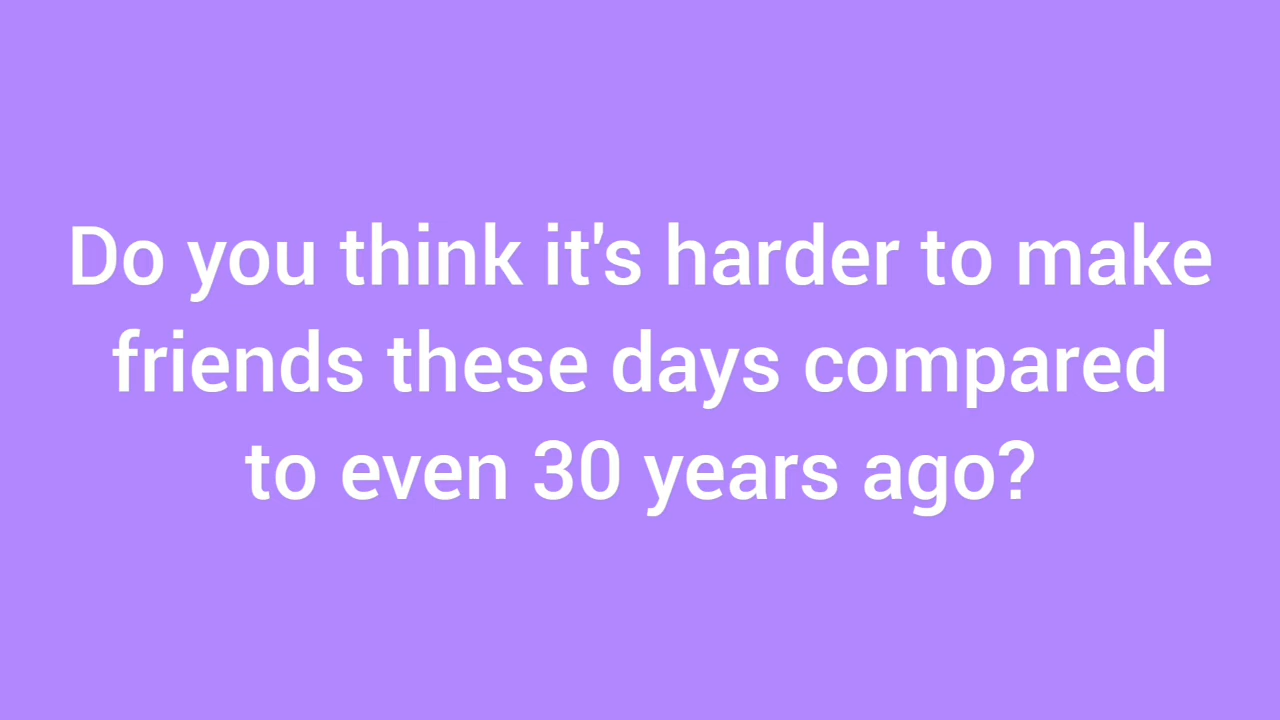 Do you think it's harder to make
friends these days compared
to even 30 years ago?